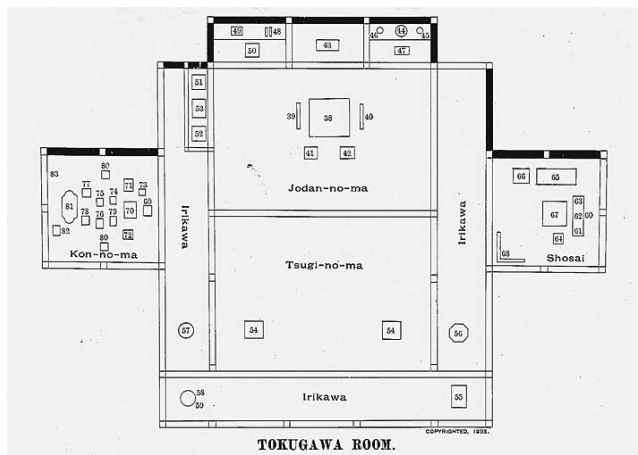 49 48 46 44 45
50 43 47
51
53 39 38 40
52
41 42
Jodan-no-ma
83 80
77 71 73
75 74
81 70 69
78 76 79
82 72
80
Kon-no-ma
Irikawa
Irikawa
66 65
63
67 62 60
64 61
68
Shosai
Tsugi-no-ma
57 54 54 56
58
59
Irikawa
55
COPYRIGHTED, 1893.
TOKUGAWA ROOM.